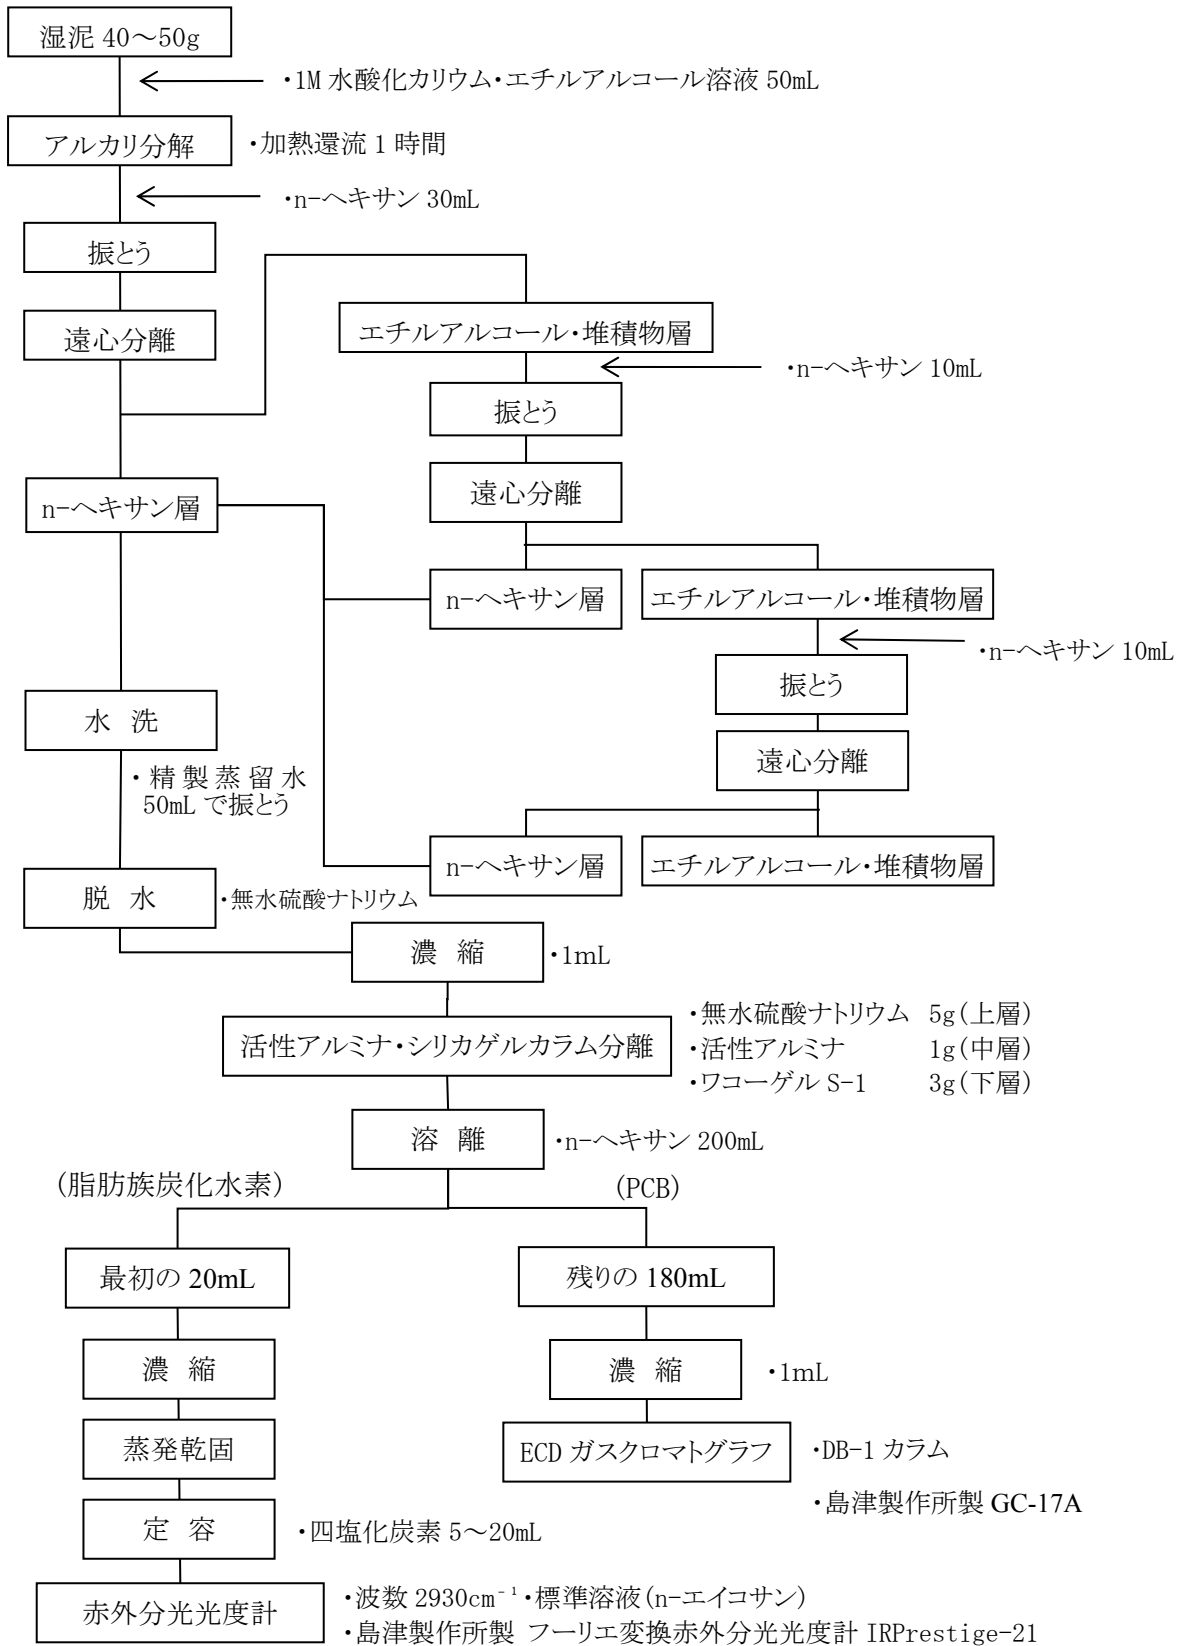 湿泥 40～50g
・1M 水酸化カリウム・エチルアルコール溶液 50mL
アルカリ分解
・加熱還流 1 時間
・n-ヘキサン 30mL
振とう
遠心分離
エチルアルコール・堆積物層
・n-ヘキサン 10mL
振とう
遠心分離
n-ヘキサン層
n-ヘキサン層
エチルアルコール・堆積物層
・n-ヘキサン 10mL
振とう
遠心分離
n-ヘキサン層
エチルアルコール・堆積物層
水 洗
・精製蒸留水
50mL で振とう
脱 水
・無水硫酸ナトリウム
濃 縮
・1mL
活性アルミナ・シリカゲルカラム分離
・無水硫酸ナトリウム 5g(上層)
・活性アルミナ 1g(中層)
・ワコーゲル S-1 3g(下層)
溶 離
・n-ヘキサン 200mL
(脂肪族炭化水素)
(PCB)
最初の 20mL
残りの 180mL
濃 縮
濃 縮
・1mL
蒸発乾固
ECD ガスクロマトグラフ
・DB-1 カラム
・島津製作所製 GC-17A
定 容
・四塩化炭素 5～20mL
赤外分光光度計
・波数 2930cm⁻¹・標準溶液(n-エイコサン)
・島津製作所製 フーリエ変換赤外分光光度計 IRPrestige-21